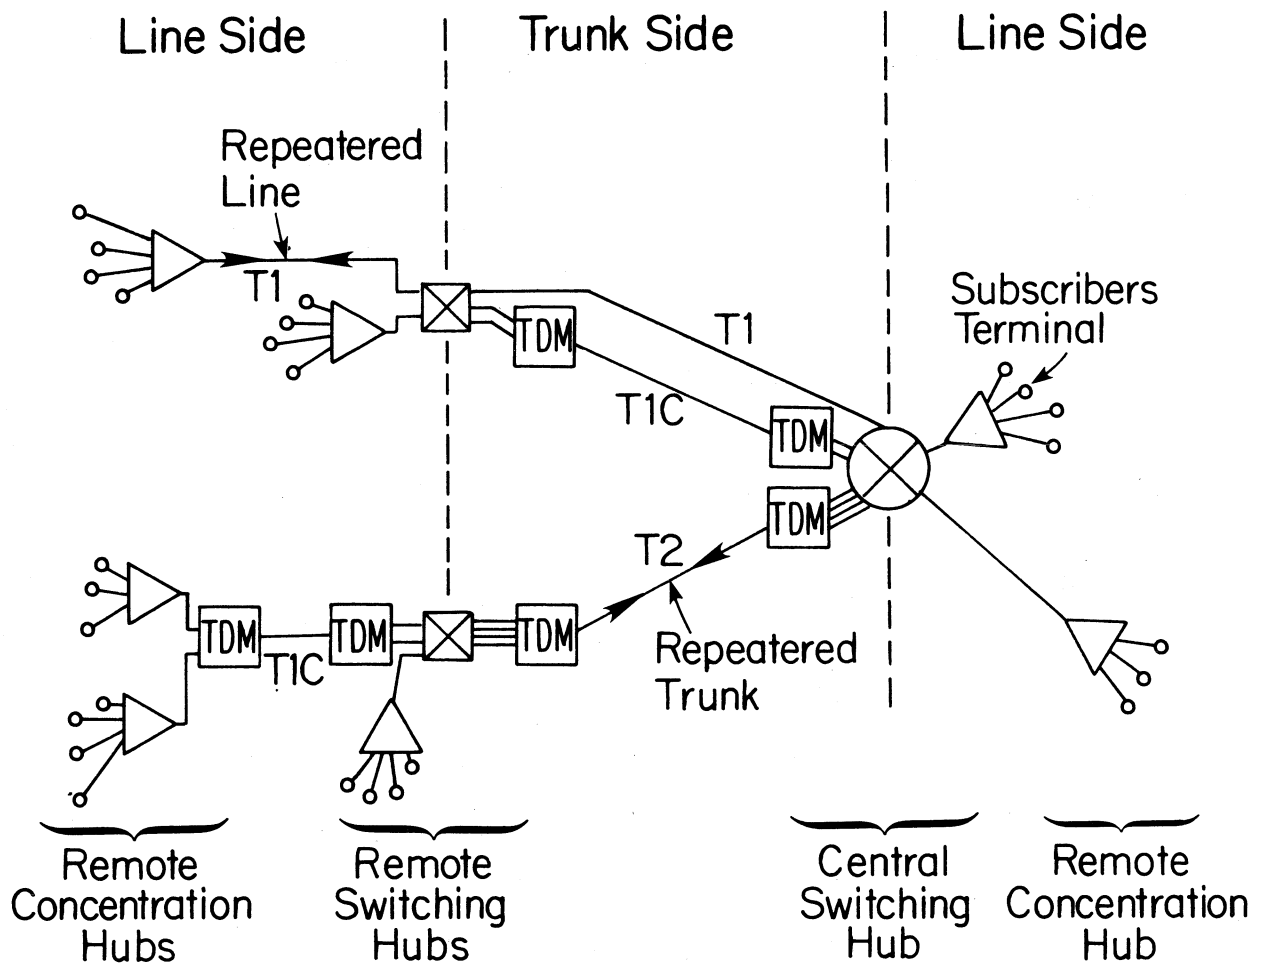 Line Side
Trunk Side
Line Side
Repeatered
Line
T1
Subscribers
Terminal
TDM
T1
T1C
TDM
TDM
T2
TDM
T1C
TDM
TDM
Repeatered
Trunk
Remote
Concentration
Hubs
Remote
Switching
Hubs
Central
Switching
Hub
Remote
Concentration
Hub